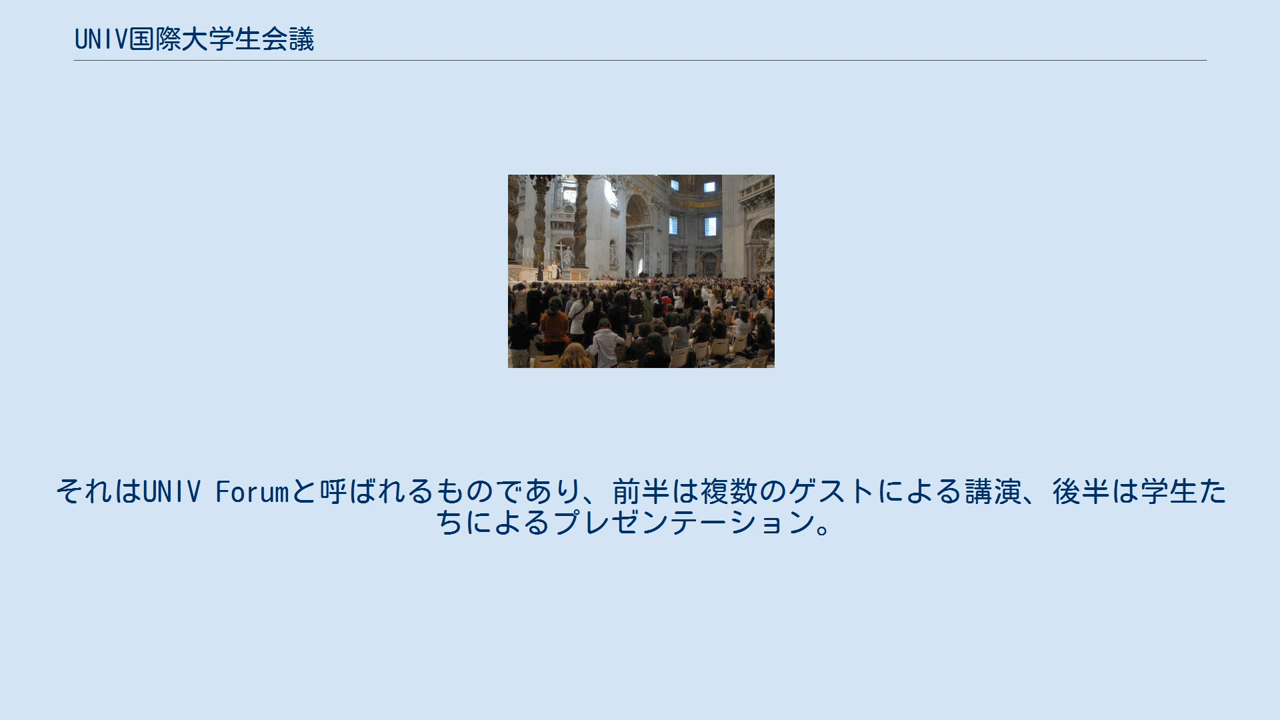 UNIV国際大学生会議
それはUNIV Forumと呼ばれるものであり、前半は複数のゲストによる講演、後半は学生た
ちによるプレゼンテーション。